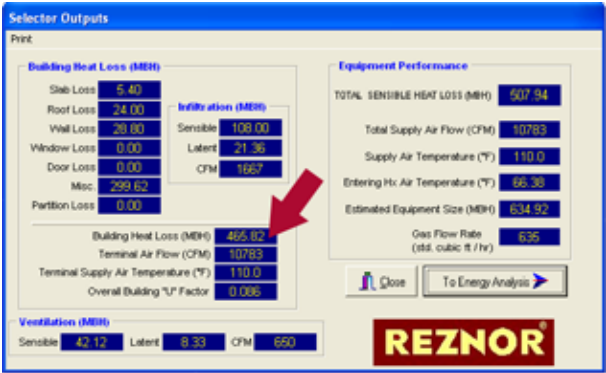 Selector Outputs
Print
Building Heat Loss (MBH)
Slab Loss 5.40
Roof Loss 24.00
Wall Loss 28.80
Window Loss 0.00
Door Loss 0.00
Misc. 299.62
Partition Loss 0.00
Infiltration (MBH)
Sensible 108.00
Latent 21.36
CFM 1667
Building Heat Loss (MBH) 465.82
Terminal Air Flow (CFM) 10783
Terminal Supply Air Temperature (°F) 110.0
Overall Building "U" Factor 0.086
Ventilation (MBH)
Sensible 42.12 Latent 8.33 CFM 650
Equipment Performance
TOTAL SENSIBLE HEAT LOSS (MBH) 507.94
Total Supply Air Flow (CFM) 10783
Supply Air Temperature (°F) 110.0
Entering Hx Air Temperature (°F) 66.38
Estimated Equipment Size (MBH) 634.92
Gas Flow Rate
(std. cubic ft / hr) 635
Close To Energy Analysis
REZNOR®